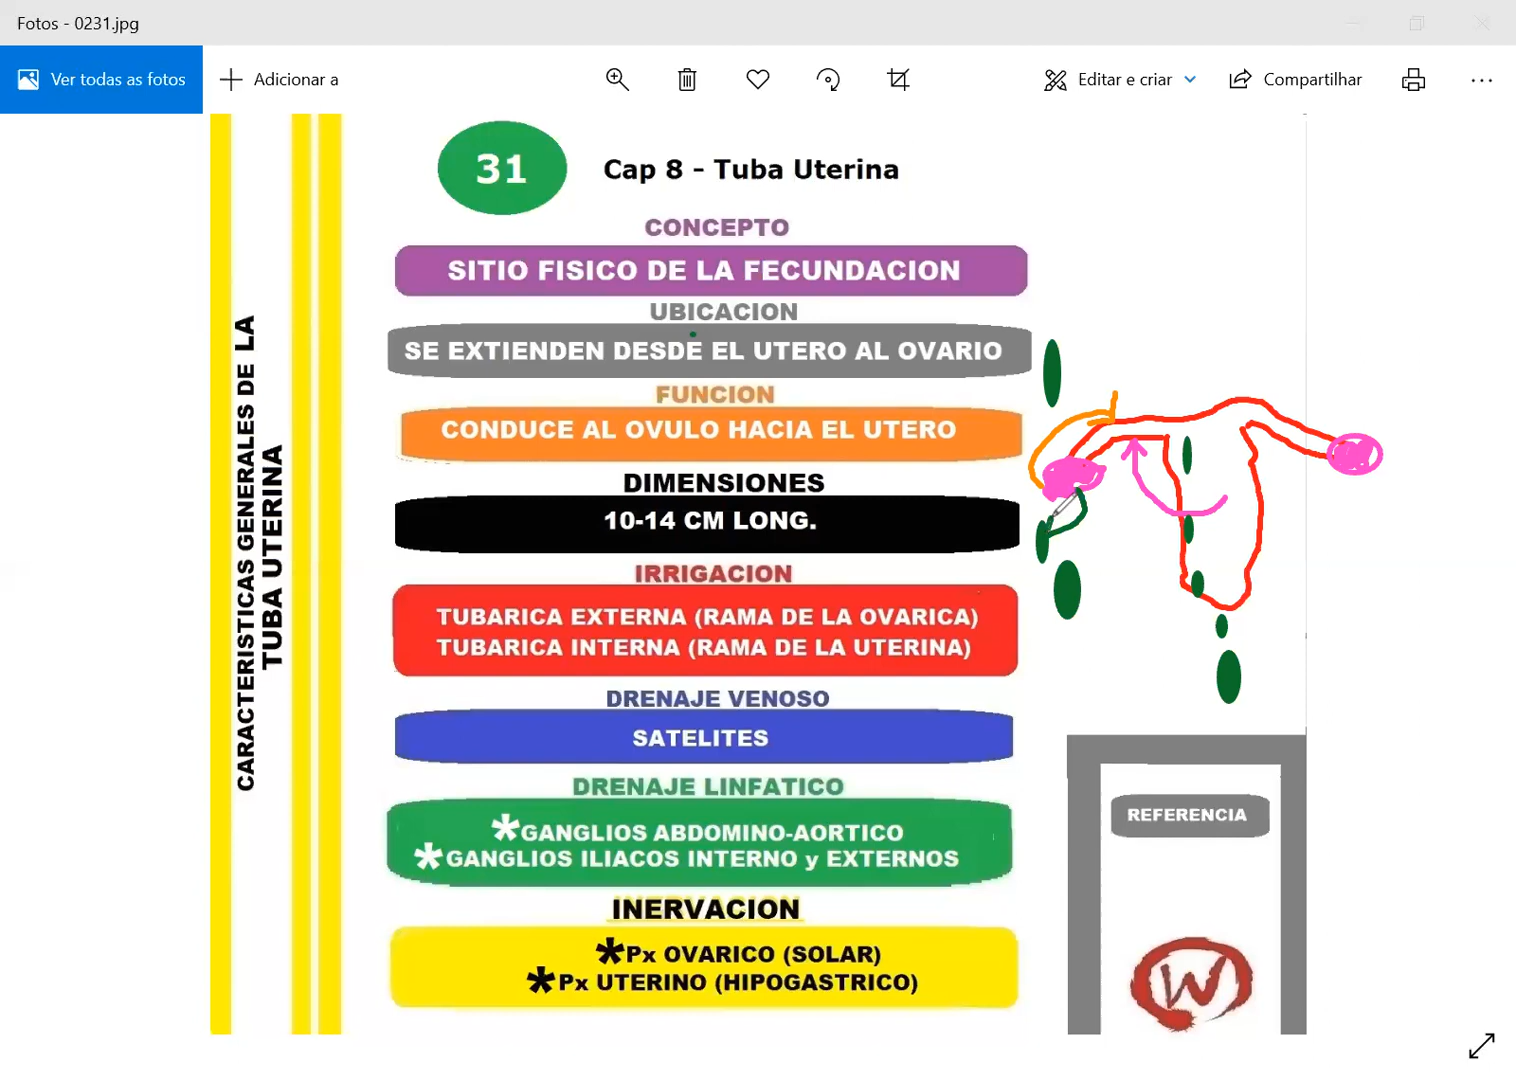 Fotos - 0231.jpg
Ver todas as fotos
Adicionar a
Editar e criar
Compartilhar
31
Cap 8 - Tuba Uterina
CARACTERISTICAS GENERALES DE LA
TUBA UTERINA
CONCEPTO
SITIO FISICO DE LA FECUNDACION
UBICACION
SE EXTIENDEN DESDE EL UTERO AL OVARIO
FUNCION
CONDUCE AL OVULO HACIA EL UTERO
DIMENSIONES
10-14 CM LONG.
IRRIGACION
TUBARICA EXTERNA (RAMA DE LA OVARICA)
TUBARICA INTERNA (RAMA DE LA UTERINA)
DRENAJE VENOSO
SATELITES
DRENAJE LINFATICO
*GANGLIOS ABDOMINO-AORTICO
*GANGLIOS ILIACOS INTERNO y EXTERNOS
INERVACION
*Px OVARICO (SOLAR)
*Px UTERINO (HIPOGASTRICO)
REFERENCIA
W